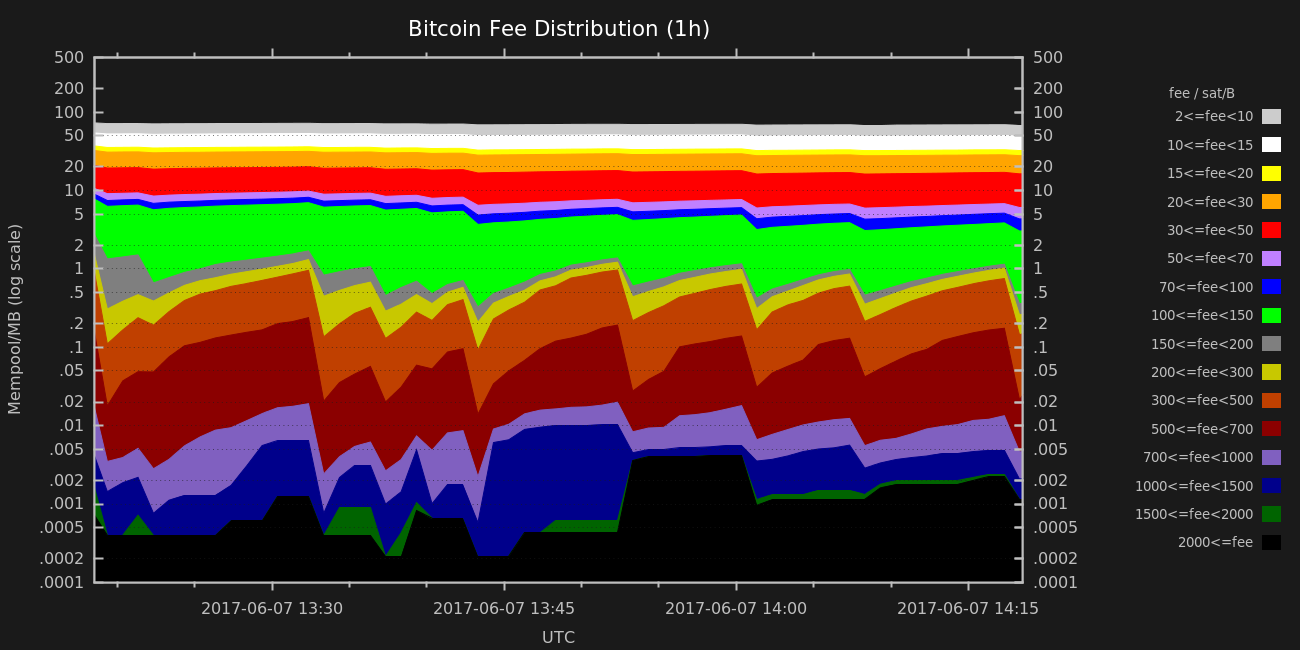 Bitcoin Fee Distribution (1h)
Mempool/MB (log scale)
500
200
100
50
20
10
5
2
1
.5
.2
.1
.05
.02
.01
.005
.002
.001
.0005
.0002
.0001
500
200
100
50
20
10
5
2
1
.5
.2
.1
.05
.02
.01
.005
.002
.001
.0005
.0002
.0001
2017-06-07 13:30
2017-06-07 13:45
2017-06-07 14:00
2017-06-07 14:15
UTC
fee / sat/B
2<=fee<10
10<=fee<15
15<=fee<20
20<=fee<30
30<=fee<50
50<=fee<70
70<=fee<100
100<=fee<150
150<=fee<200
200<=fee<300
300<=fee<500
500<=fee<700
700<=fee<1000
1000<=fee<1500
1500<=fee<2000
2000<=fee